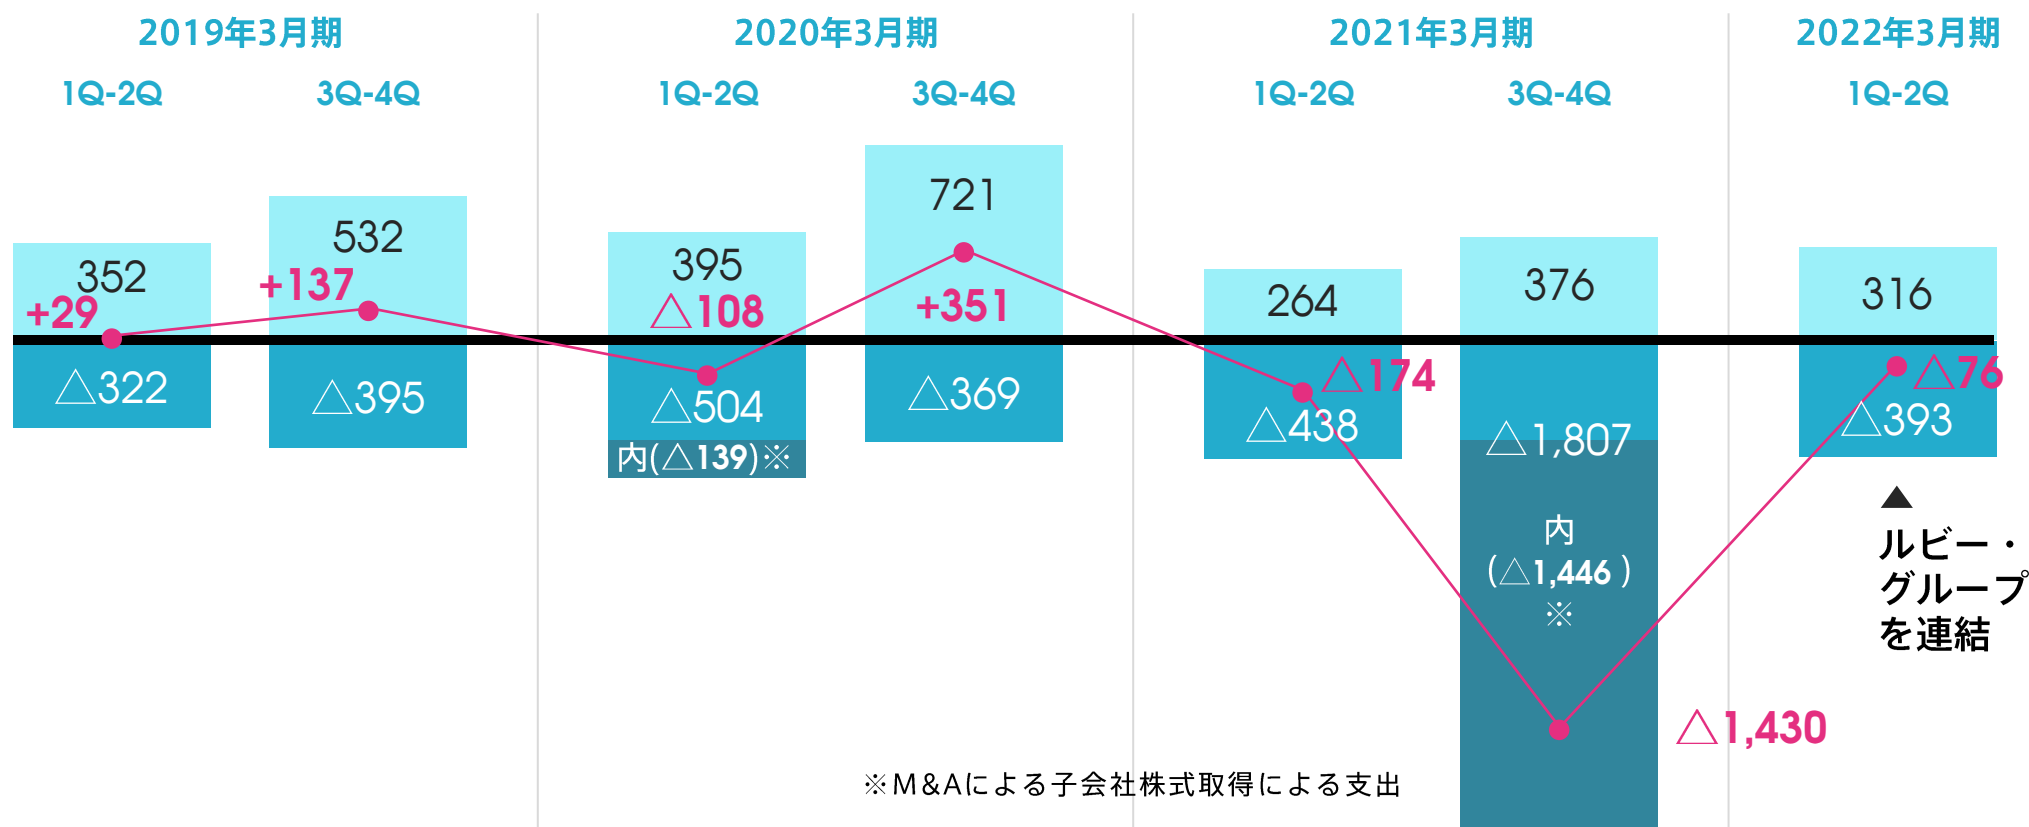 2019年3月期
2020年3月期
2021年3月期
2022年3月期
1Q-2Q
3Q-4Q
1Q-2Q
3Q-4Q
1Q-2Q
3Q-4Q
1Q-2Q
352
+29
△322
532
+137
△395
395
△108
△504
内(△139)※
721
+351
△369
264
△174
△438
376
△1,807
内
(△1,446 )
※
△1,430
316
△76
△393
▲
ルビー・
グループ
を連結
※M&Aによる子会社株式取得による支出